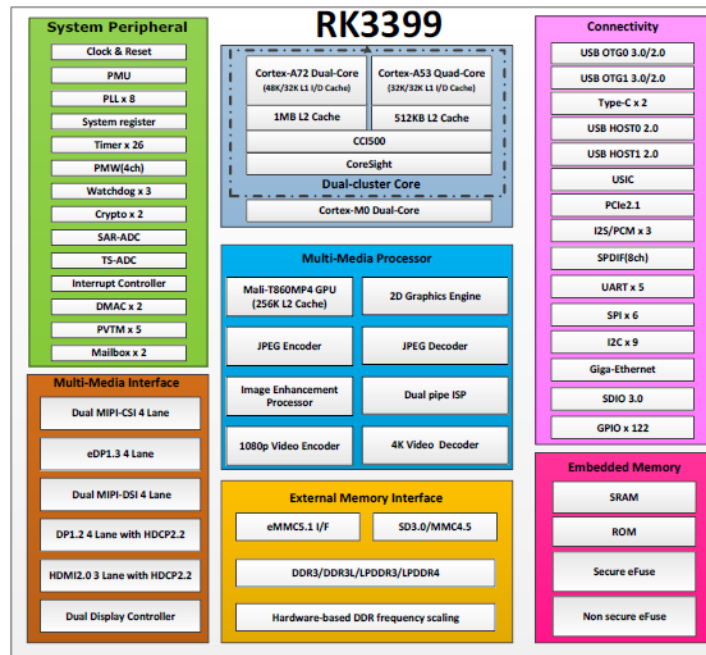 RK3399
System Peripheral
Clock & Reset
PMU
PLL x 8
System register
Timer x 26
PMW(4ch)
Watchdog x 3
Crypto x 2
SAR-ADC
TS-ADC
Interrupt Controller
DMAC x 2
PVTM x 5
Mailbox x 2
Multi-Media Interface
Dual MIPI-CSI 4 Lane
eDP1.3 4 Lane
Dual MIPI-DSI 4 Lane
DP1.2 4 Lane with HDCP2.2
HDMI2.0 3 Lane with HDCP2.2
Dual Display Controller
Cortex-A72 Dual-Core
(48K/32K L1 I/D Cache)
Cortex-A53 Quad-Core
(32K/32K L1 I/D Cache)
1MB L2 Cache
512KB L2 Cache
CCI500
CoreSight
Dual-cluster Core
Cortex-M0 Dual-Core
Multi-Media Processor
Mali-T860MP4 GPU
(256K L2 Cache)
2D Graphics Engine
JPEG Encoder
JPEG Decoder
Image Enhancement
Processor
Dual pipe ISP
1080p Video Encoder
4K Video Decoder
External Memory Interface
eMMC5.1 I/F
SD3.0/MMC4.5
DDR3/DDR3L/LPDDR3/LPDDR4
Hardware-based DDR frequency scaling
Connectivity
USB OTG0 3.0/2.0
USB OTG1 3.0/2.0
Type-C x 2
USB HOST0 2.0
USB HOST1 2.0
USIC
PCIe2.1
I2S/PCM x 3
SPDIF(8ch)
UART x 5
SPI x 6
I2C x 9
Giga-Ethernet
SDIO 3.0
GPIO x 122
Embedded Memory
SRAM
ROM
Secure eFuse
Non secure eFuse